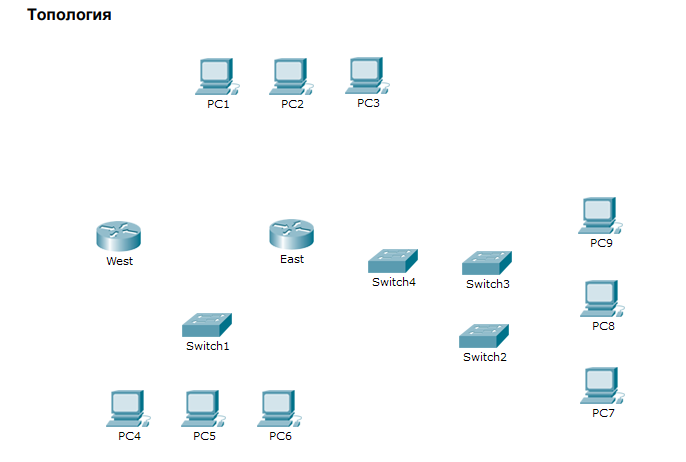 Топология
PC1
PC2
PC3
West
East
PC9
Switch4
Switch3
PC8
Switch1
Switch2
PC7
PC4
PC5
PC6